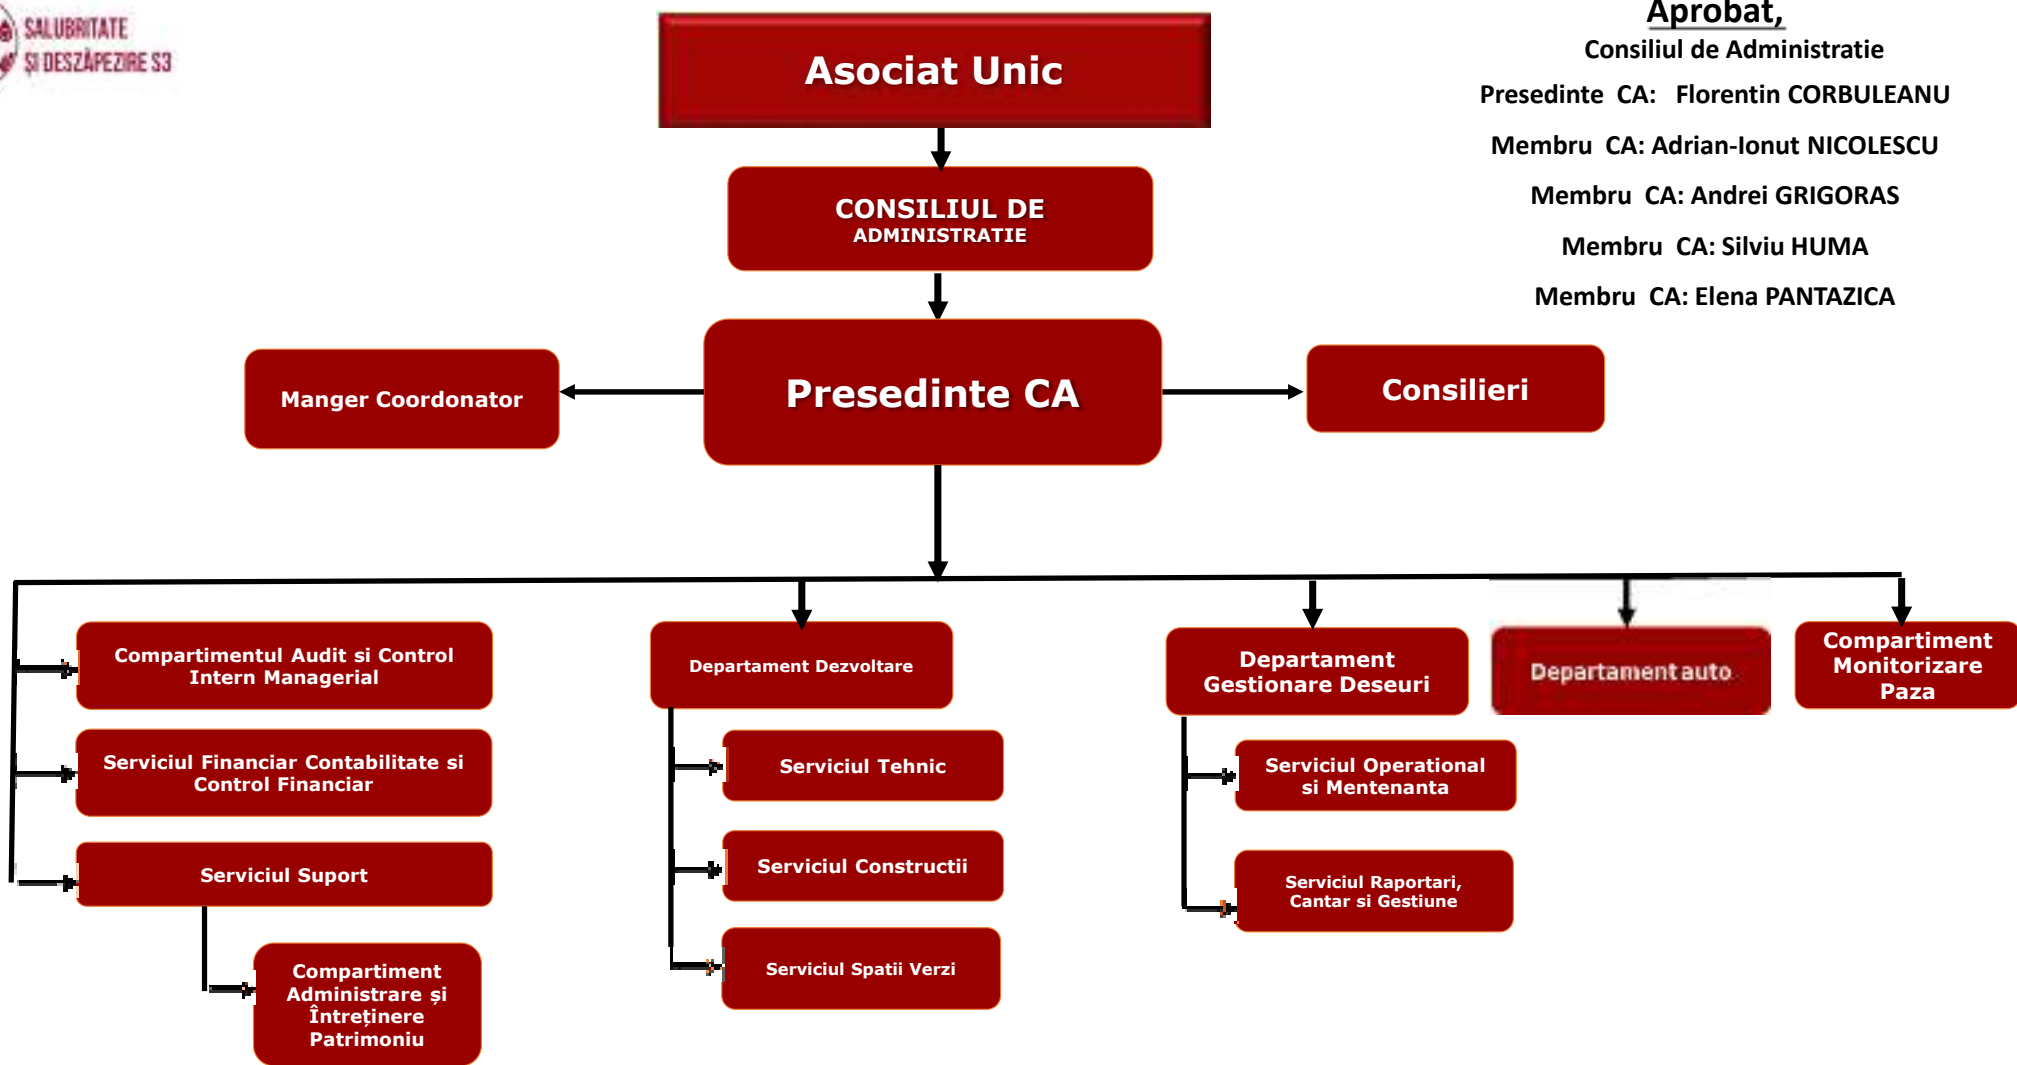 SALUBRITATE
ȘI DESZĂPEZIRE S3
Aprobat,
Consiliul de Administratie
Presedinte CA: Florentin CORBULEANU
Membru CA: Adrian-Ionut NICOLESCU
Membru CA: Andrei GRIGORAS
Membru CA: Silviu HUMA
Membru CA: Elena PANTAZICA
Asociat Unic
CONSILIUL DE
ADMINISTRATIE
Manger Coordonator
Presedinte CA
Consilieri
Compartimentul Audit si Control
Intern Managerial
Serviciul Financiar Contabilitate si
Control Financiar
Serviciul Suport
Compartiment
Administrare și
Întreținere
Patrimoniu
Departament Dezvoltare
Serviciul Tehnic
Serviciul Constructii
Serviciul Spatii Verzi
Departament
Gestionare Deseuri
Serviciul Operational
si Mentenanta
Serviciul Raportari,
Cantar si Gestiune
Departament auto
Compartiment
Monitorizare
Paza